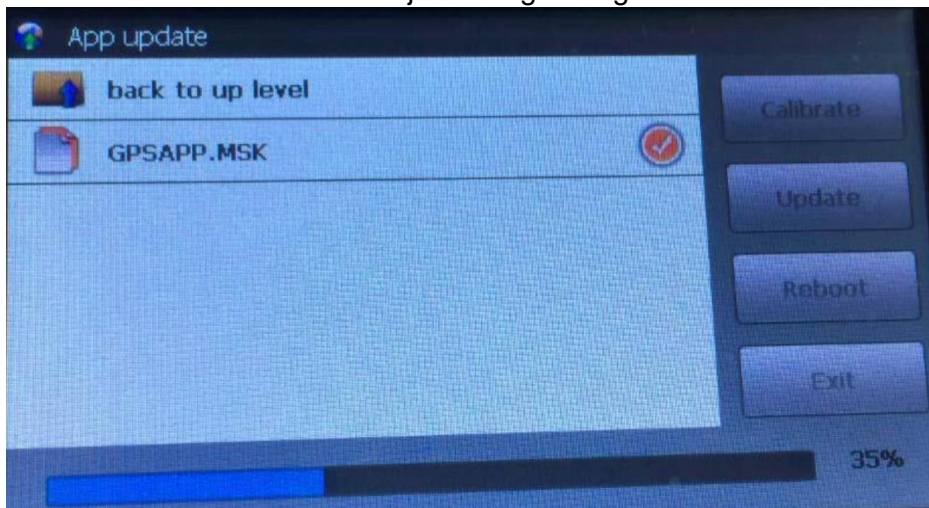 App update
back to up level
GPSAPP.MSK
Calibrate
Update
Reboot
Exit
35%